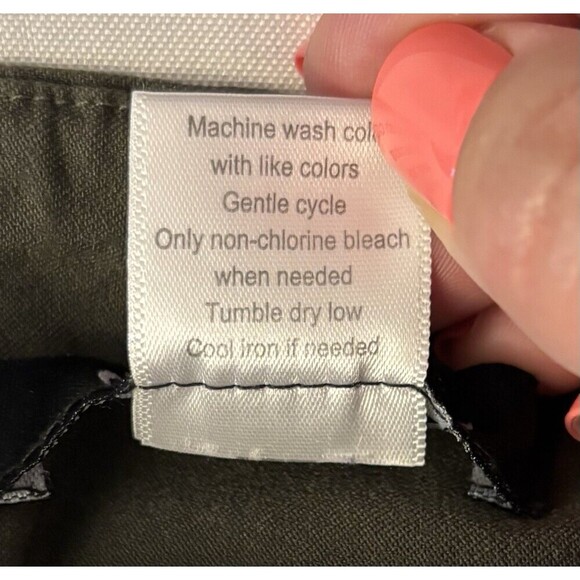 Machine wash cold
with like colors
Gentle cycle
Only non-chlorine bleach
when needed
Tumble dry low
Cool iron if needed